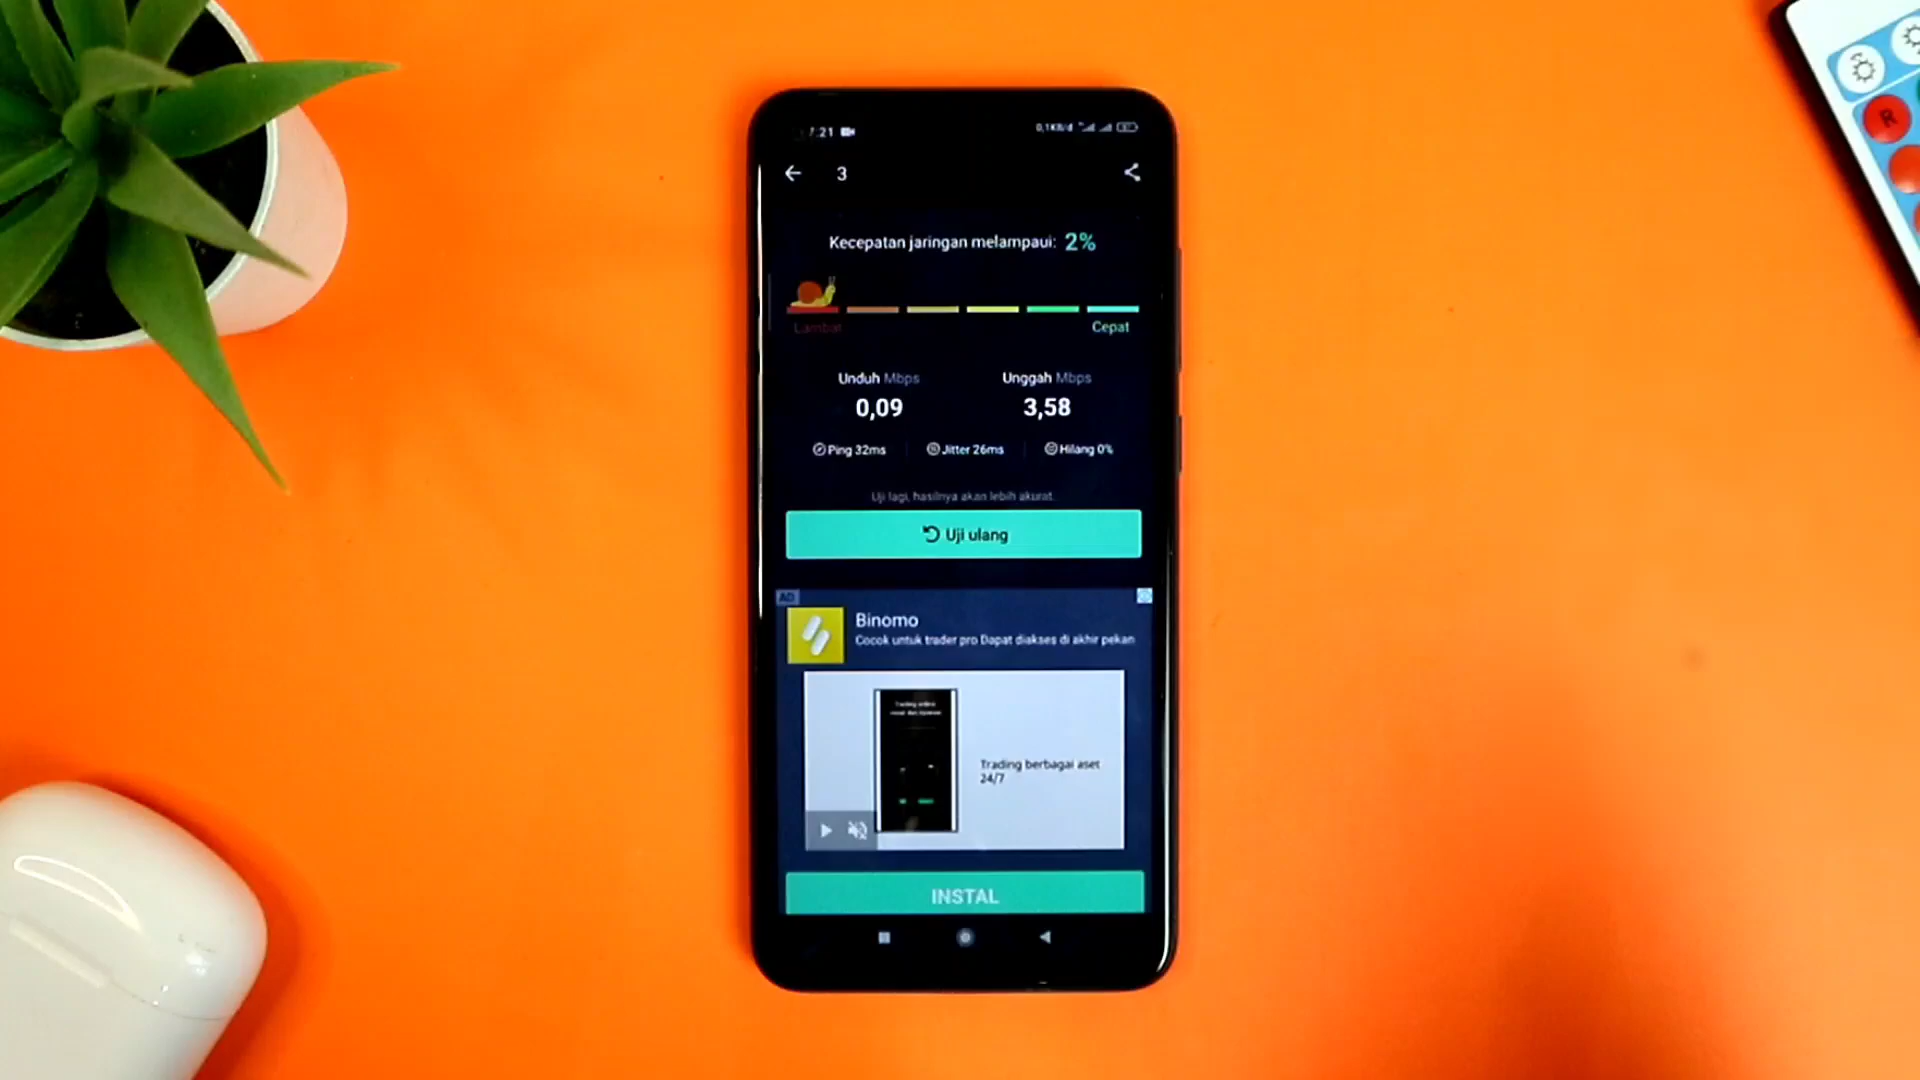 7.21
0,1KB/d
3
Kecepatan jaringan melampaui: 2%
Lambat
Cepat
Unduh Mbps
Unggah Mbps
0,09
3,58
Ping 32ms
Jitter 26ms
Hilang 0%
Uji lagi, hasilnya akan lebih akurat.
Uji ulang
AD
Binomo
Cocok untuk trader pro Dapat diakses di akhir pekan
Trading online
Trading berbagai aset
24/7
INSTAL
R